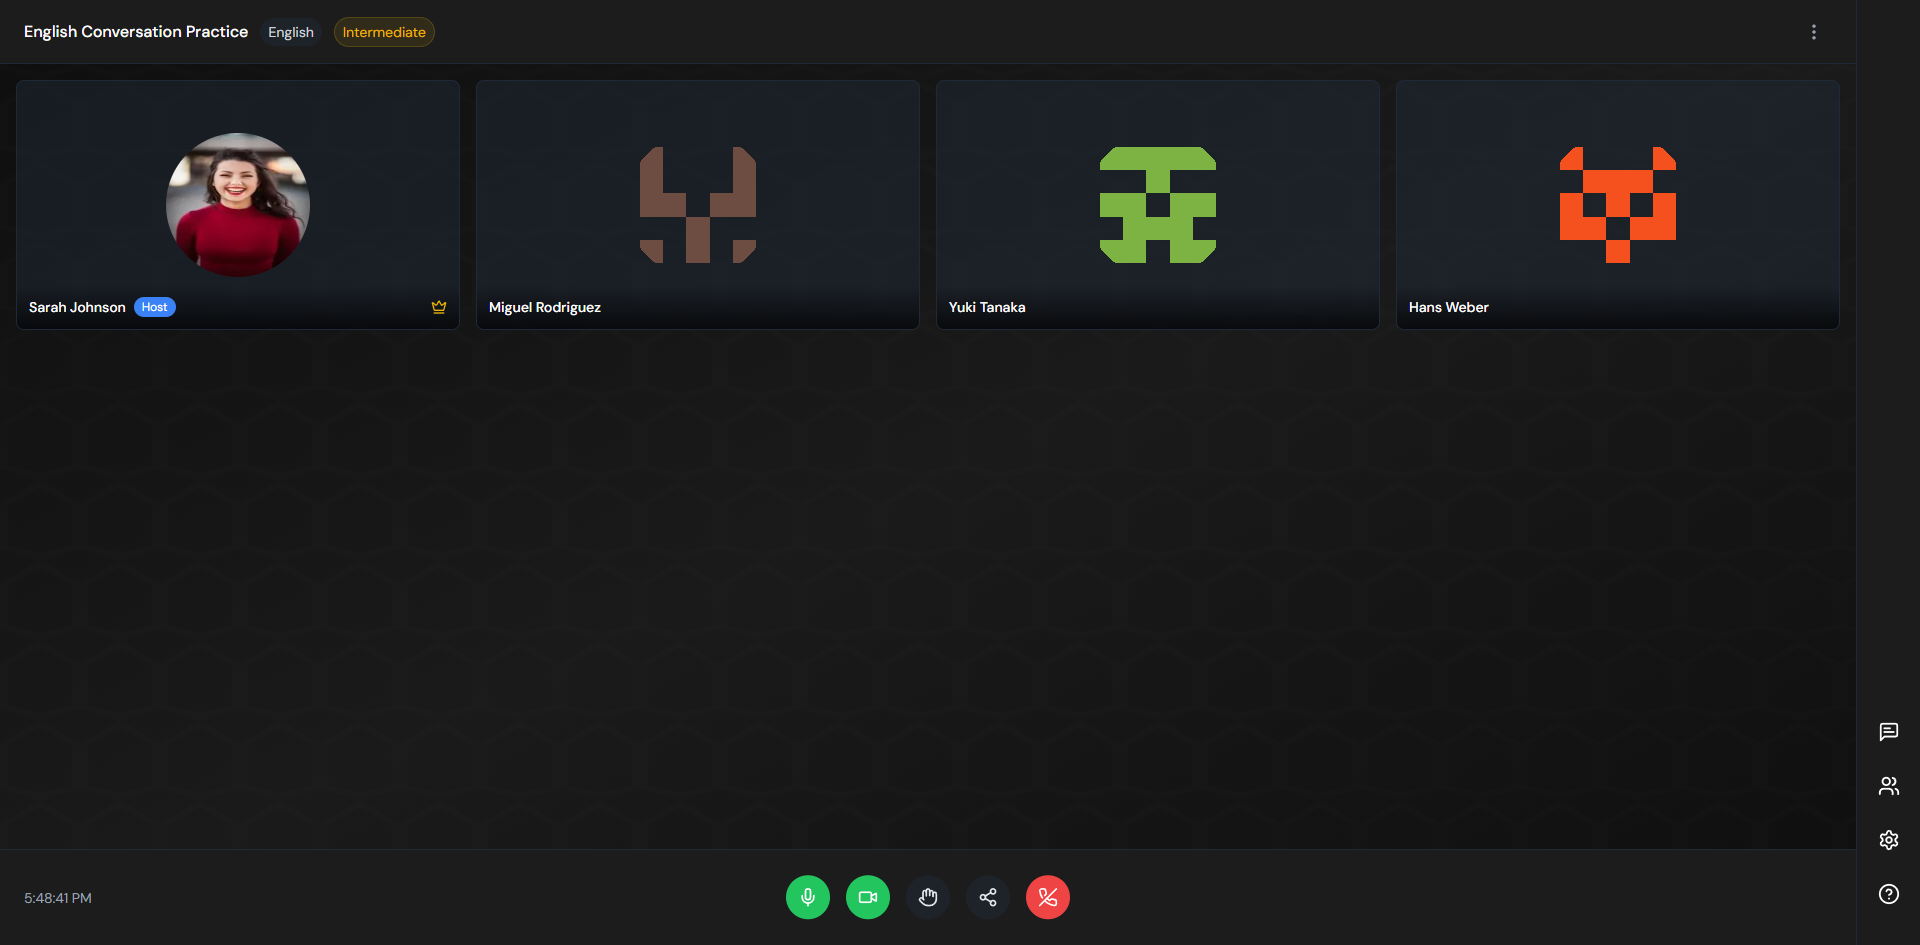 English Conversation Practice English Intermediate
Sarah Johnson Host
Miguel Rodriguez
Yuki Tanaka
Hans Weber
5:48:41 PM